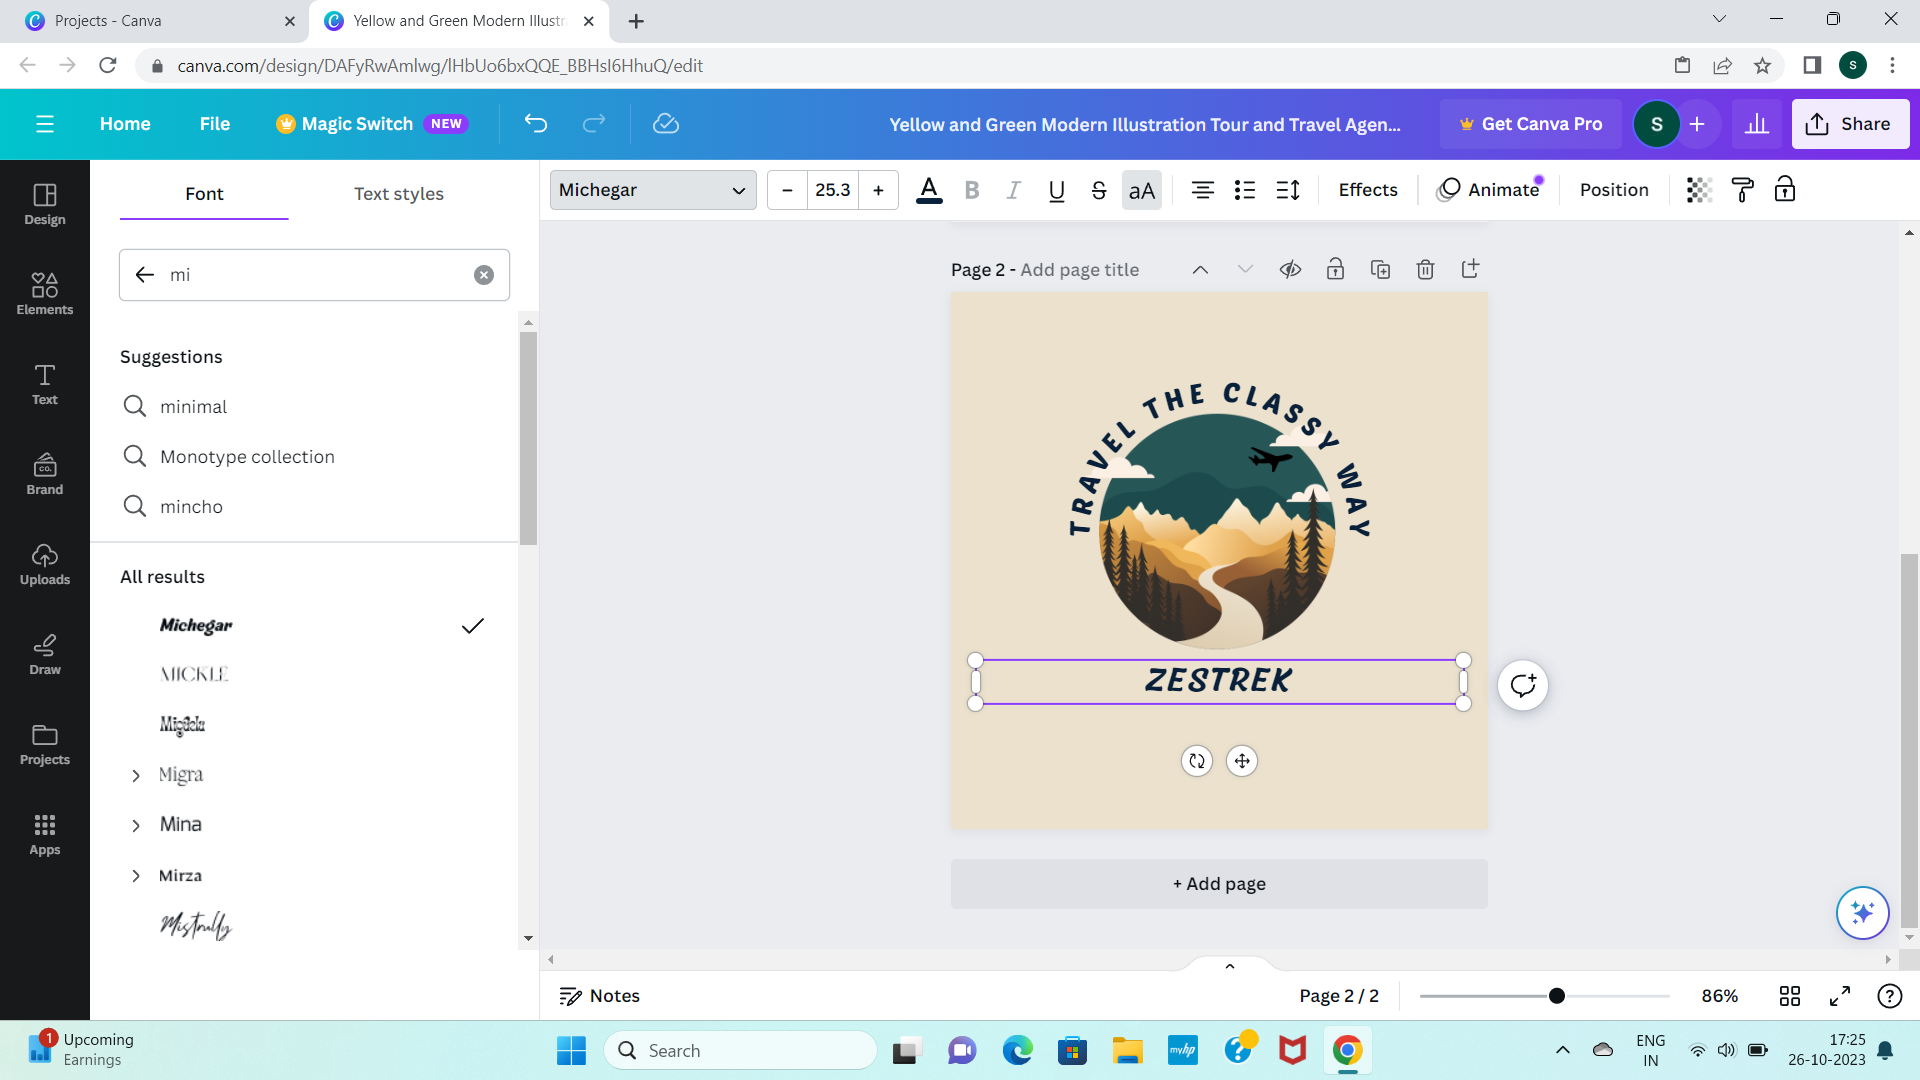 Projects - Canva
Yellow and Green Modern Illustr
canva.com/design/DAFyRwAmlwg/lHbUo6bxQQE_BBHsI6HhuQ/edit
Home
File
Magic Switch
NEW
Yellow and Green Modern Illustration Tour and Travel Agen...
Get Canva Pro
S
Share
Design
Elements
Text
Brand
Uploads
Draw
Projects
Apps
Font
Text styles
mi
Suggestions
minimal
Monotype collection
mincho
All results
Michegar
MICKLE
Migra
Mina
Mirza
Mistrully
Michegar
25.3
A
B
I
U
S
aA
Effects
Animate
Position
Page 2 - Add page title
TRAVEL THE CLASSY WAY
ZESTREK
+ Add page
Notes
Page 2 / 2
86%
1
Upcoming
Earnings
Search
myhp
ENG
IN
17:25
26-10-2023